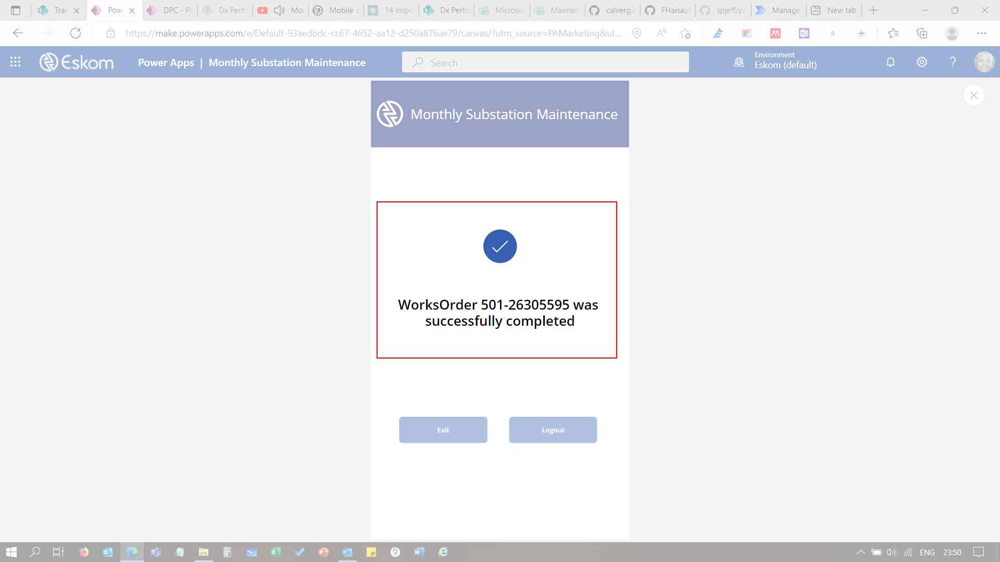 Trai
Pow
DPC - Po
Dx Perfo
Mo
Mobile a
14 Impo
Dx Perfo
Microso
Mainten
calverg2
FHaisal/
spjeff/p
Manage
New tab
https://make.powerapps.com/e/Default-93aedbdc-cc67-4652-aa12-d250a876ae79/canvas/?utm_source=PAMarketing&ut...
Eskom
Power Apps | Monthly Substation Maintenance
Search
Environment
Eskom (default)
Monthly Substation Maintenance
WorksOrder 501-26305595 was
successfully completed
Exit
Logout
ENG
23:50